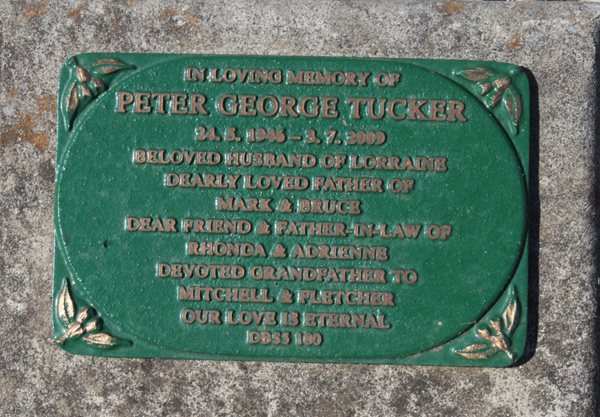 IN LOVING MEMORY OF
PETER GEORGE TUCKER
24. 5. 1946 – 3. 7. 2009
BELOVED HUSBAND OF LORRAINE
DEARLY LOVED FATHER OF
MARK & BRUCE
DEAR FRIEND & FATHER-IN-LAW OF
RHONDA & ADRIENNE
DEVOTED GRANDFATHER TO
MITCHELL & FLETCHER
OUR LOVE IS ETERNAL
DBS5 160